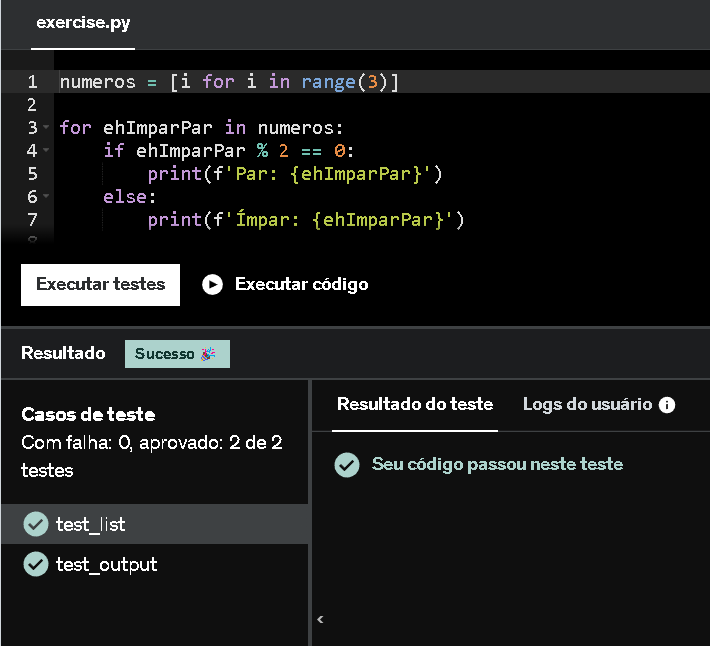 exercise.py
1 numeros = [i for i in range(3)]
2
3 for ehImparPar in numeros:
4     if ehImparPar % 2 == 0:
5         print(f'Par: {ehImparPar}')
6     else:
7         print(f'Ímpar: {ehImparPar}')
8
Executar testes Executar código
Resultado Sucesso 🎉
Casos de teste
Com falha: 0, aprovado: 2 de 2
testes
test_list
test_output
Resultado do teste Logs do usuário
Seu código passou neste teste